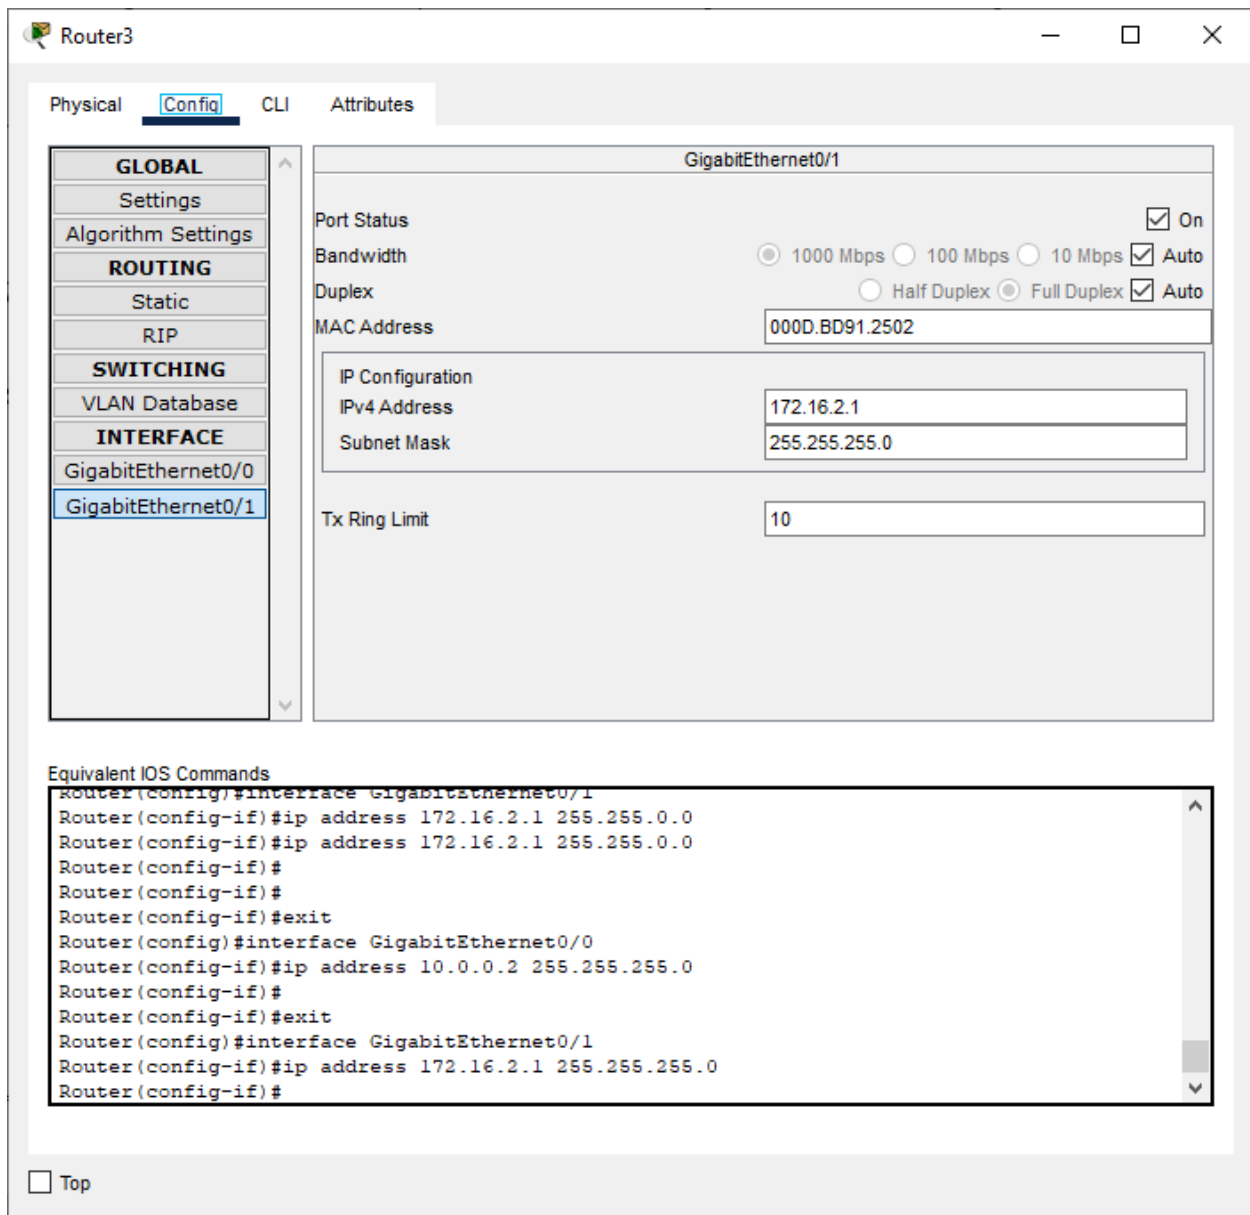 Router3
Physical Config CLI Attributes
GLOBAL
Settings
Algorithm Settings
ROUTING
Static
RIP
SWITCHING
VLAN Database
INTERFACE
GigabitEthernet0/0
GigabitEthernet0/1
GigabitEthernet0/1
Port Status On
Bandwidth 1000 Mbps 100 Mbps 10 Mbps Auto
Duplex Half Duplex Full Duplex Auto
MAC Address 000D.BD91.2502
IP Configuration
IPv4 Address 172.16.2.1
Subnet Mask 255.255.255.0
Tx Ring Limit 10
Equivalent IOS Commands
Router(config)#interface GigabitEthernet0/1
Router(config-if)#ip address 172.16.2.1 255.255.0.0
Router(config-if)#ip address 172.16.2.1 255.255.0.0
Router(config-if)#
Router(config-if)#
Router(config-if)#exit
Router(config)#interface GigabitEthernet0/0
Router(config-if)#ip address 10.0.0.2 255.255.255.0
Router(config-if)#
Router(config-if)#exit
Router(config)#interface GigabitEthernet0/1
Router(config-if)#ip address 172.16.2.1 255.255.255.0
Router(config-if)#
Top